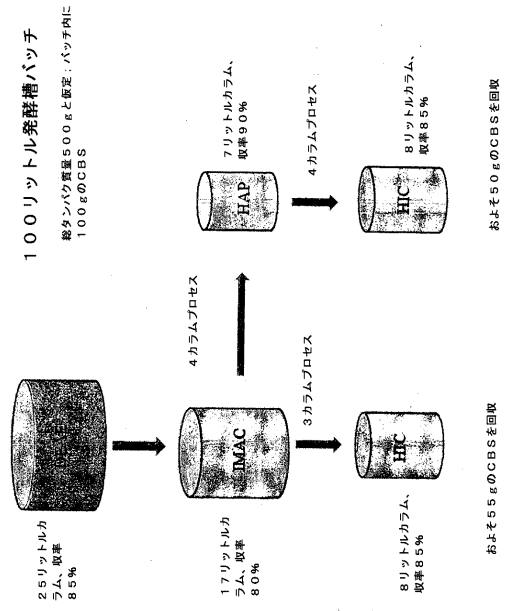 100リットル発酵槽バッチ
総タンパク質量500gと仮定;バッチ内に
100gのCBS
25リットルカ
ラム、収率
85%
17リットルカ
ラム、収率
80%
IMAC
4カラムプロセス
HAP
7リットルカラム、
収率90%
3カラムプロセス
4カラムプロセス
8リットルカラム、
収率85%
HIC
HIC
8リットルカラム、
収率85%
およそ55gのCBSを回収
およそ50gのCBSを回収